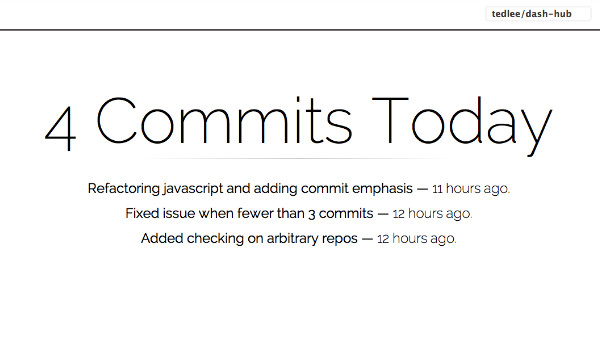 tedlee/dash-hub
4 Commits Today
Refactoring javascript and adding commit emphasis — 11 hours ago.
Fixed issue when fewer than 3 commits — 12 hours ago.
Added checking on arbitrary repos — 12 hours ago.